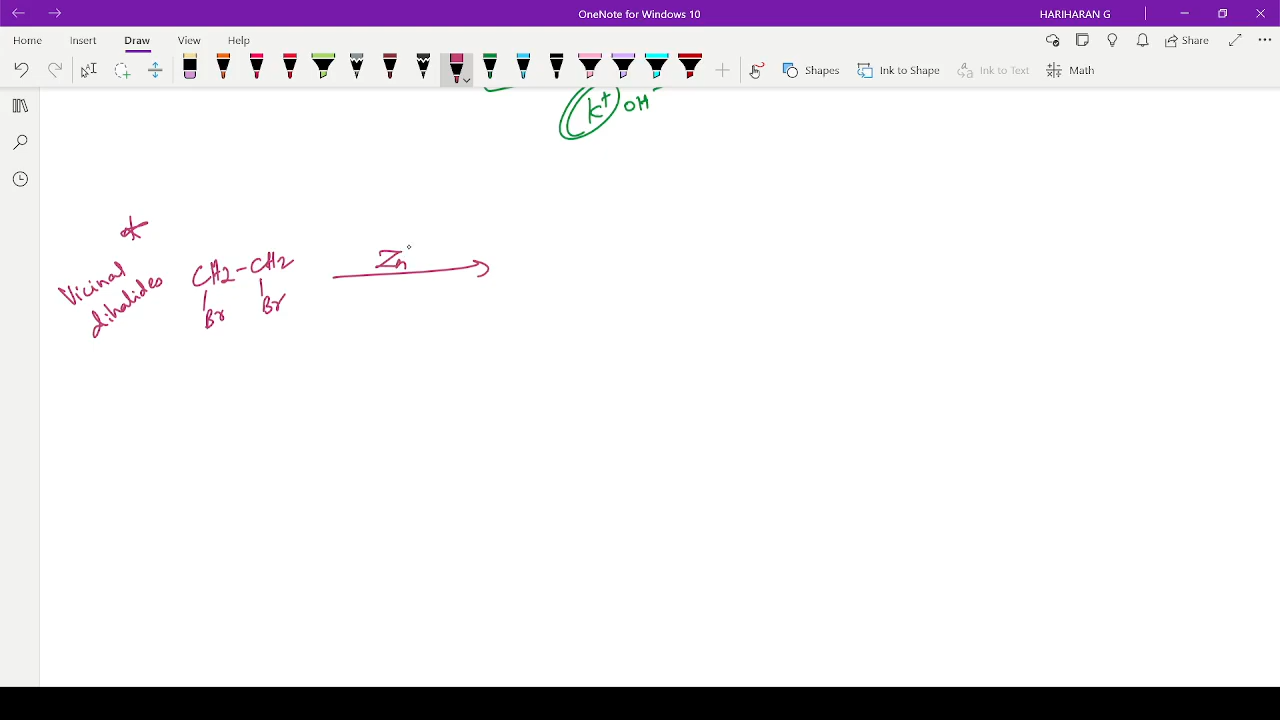 OneNote for Windows 10
HARIHARAN G
Home Insert Draw View Help
Shapes Ink to Shape Ink to Text Math Share
K+ OH-
Vicinal
dihalides
CH2-CH2
Br Br
Zn